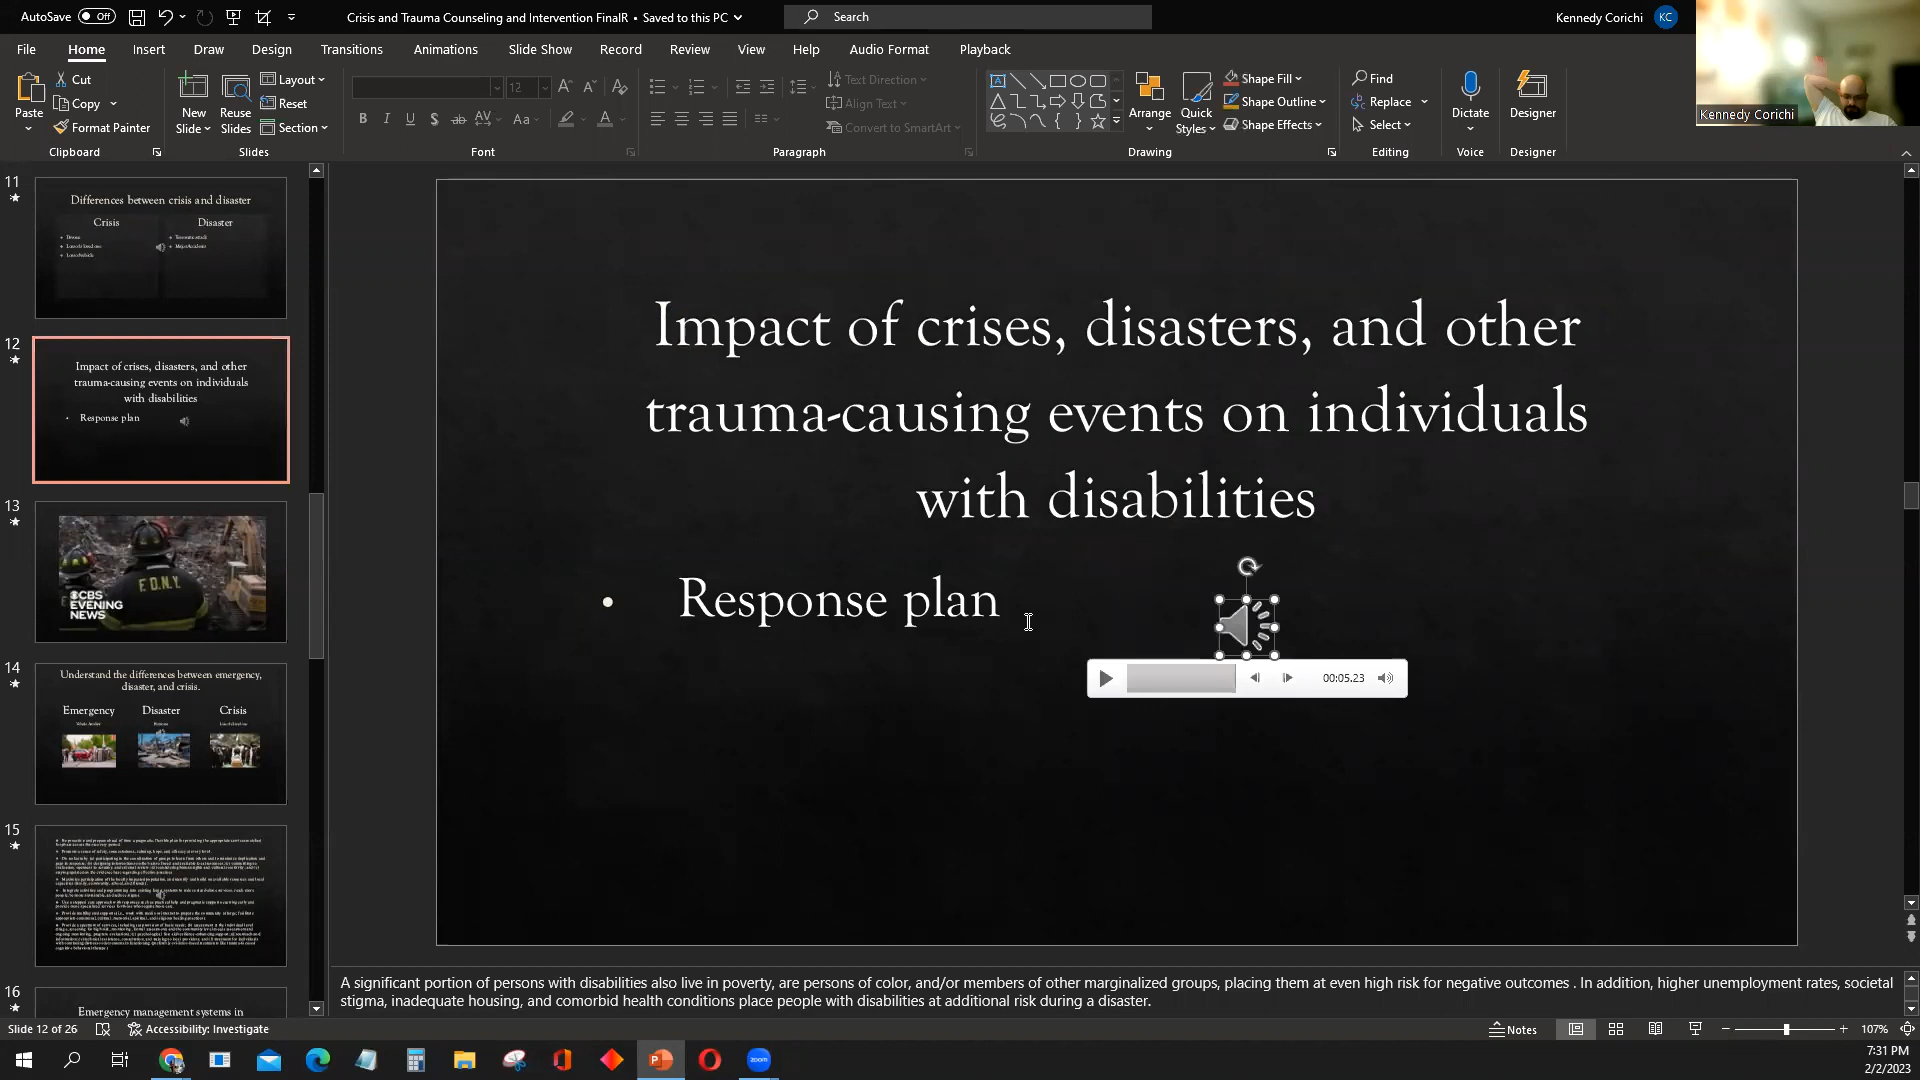 AutoSave Off
Crisis and Trauma Counseling and Intervention FinalR • Saved to this PC
Search
Kennedy Corichi KC
File Home Insert Draw Design Transitions Animations Slide Show Record Review View Help Audio Format Playback
Paste
Cut
Copy
Format Painter
Clipboard
New Slide
Reuse Slides
Layout
Reset
Section
Slides
12
Font
Text Direction
Align Text
Convert to SmartArt
Paragraph
Arrange
Quick Styles
Shape Fill
Shape Outline
Shape Effects
Drawing
Find
Replace
Select
Editing
Dictate
Voice
Designer
Designer
Kennedy Corichi
11
Differences between crisis and disaster
Crisis
Disaster
12
Impact of crises, disasters, and other
trauma-causing events on individuals
with disabilities
• Response plan
13
F.D.N.Y.
CBS
EVENING
NEWS
14
Understand the differences between emergency,
disaster, and crisis.
Emergency Disaster Crisis
15
16
Emergency management systems in
Impact of crises, disasters, and other
trauma-causing events on individuals
with disabilities
• Response plan
00:05.23
A significant portion of persons with disabilities also live in poverty, are persons of color, and/or members of other marginalized groups, placing them at even high risk for negative outcomes . In addition, higher unemployment rates, societal
stigma, inadequate housing, and comorbid health conditions place people with disabilities at additional risk during a disaster.
Slide 12 of 26
Accessibility: Investigate
Notes
107%
zoom
7:31 PM
2/2/2023